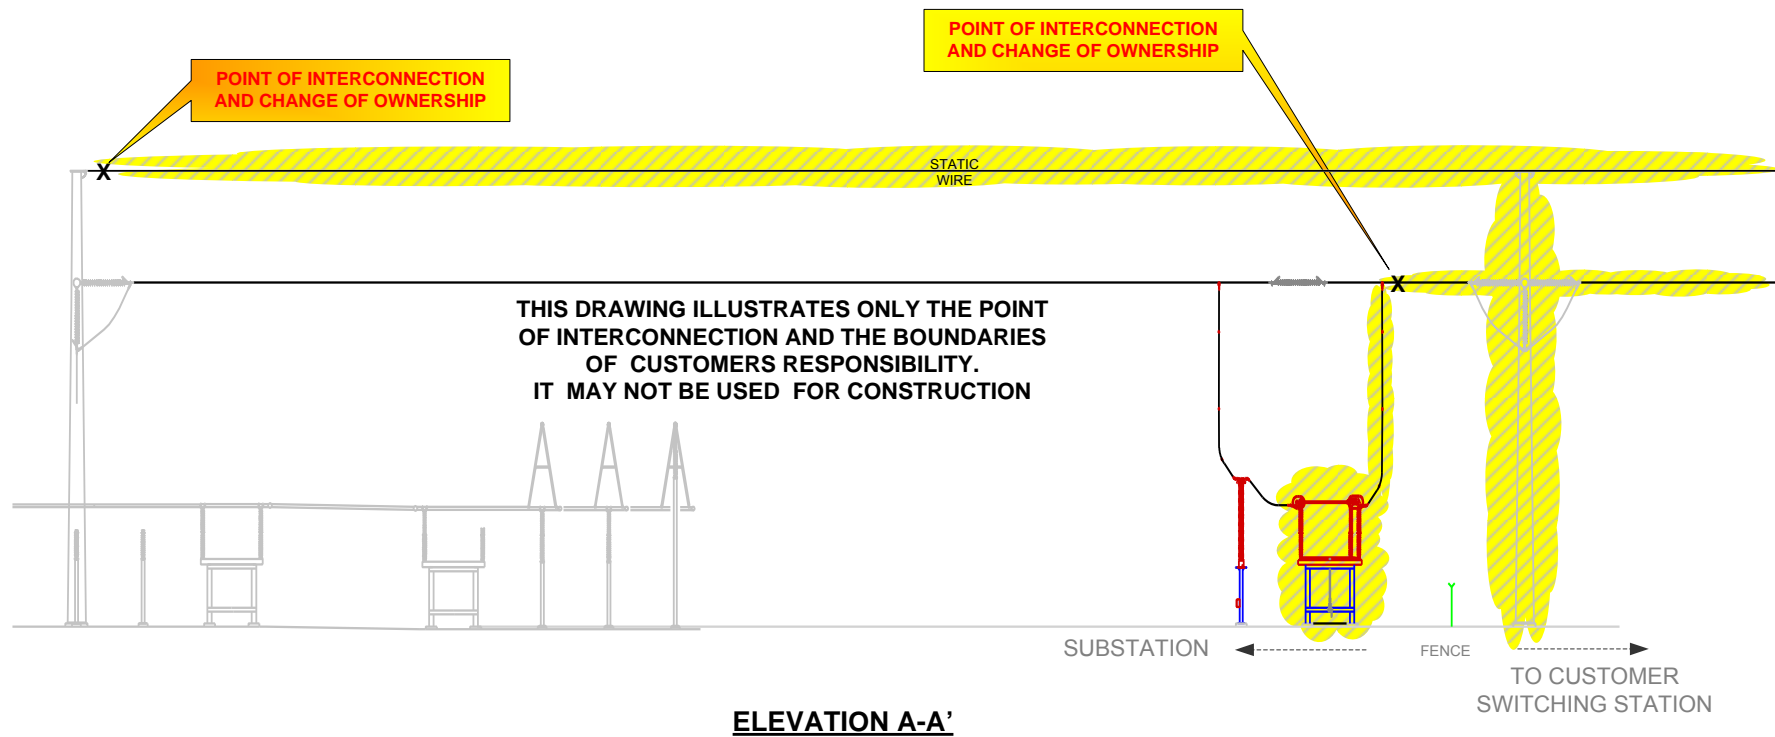 POINT OF INTERCONNECTION
AND CHANGE OF OWNERSHIP
POINT OF INTERCONNECTION
AND CHANGE OF OWNERSHIP
X
STATIC
WIRE
X
THIS DRAWING ILLUSTRATES ONLY THE POINT
OF INTERCONNECTION AND THE BOUNDARIES
OF CUSTOMERS RESPONSIBILITY.
IT MAY NOT BE USED FOR CONSTRUCTION
SUBSTATION
FENCE
TO CUSTOMER
SWITCHING STATION
ELEVATION A-A’